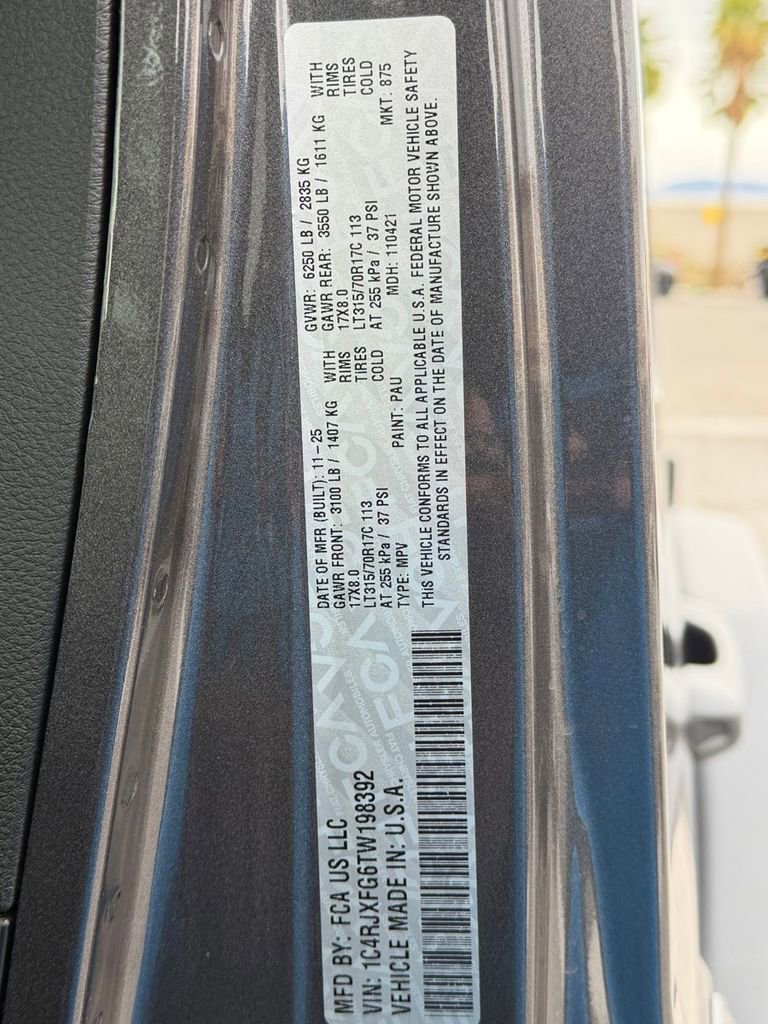 MFD BY: FCA US LLC
VIN: 1C4RJXFG6TW198392
VEHICLE MADE IN: U.S.A.
DATE OF MFR (BUILT): 11-25
GAWR FRONT: 3100 LB / 1407 KG WITH
17X8.0 RIMS
LT315/70R17C 113 TIRES
AT 255 kPa / 37 PSI COLD
TYPE: MPV PAINT: PAU MDH: 110421 MKT: 875
GVWR: 6250 LB / 2835 KG
GAWR REAR: 3550 LB / 1611 KG WITH
17X8.0 RIMS
LT315/70R17C 113 TIRES
AT 255 kPa / 37 PSI COLD
THIS VEHICLE CONFORMS TO ALL APPLICABLE U.S.A. FEDERAL MOTOR VEHICLE SAFETY
STANDARDS IN EFFECT ON THE DATE OF MANUFACTURE SHOWN ABOVE.